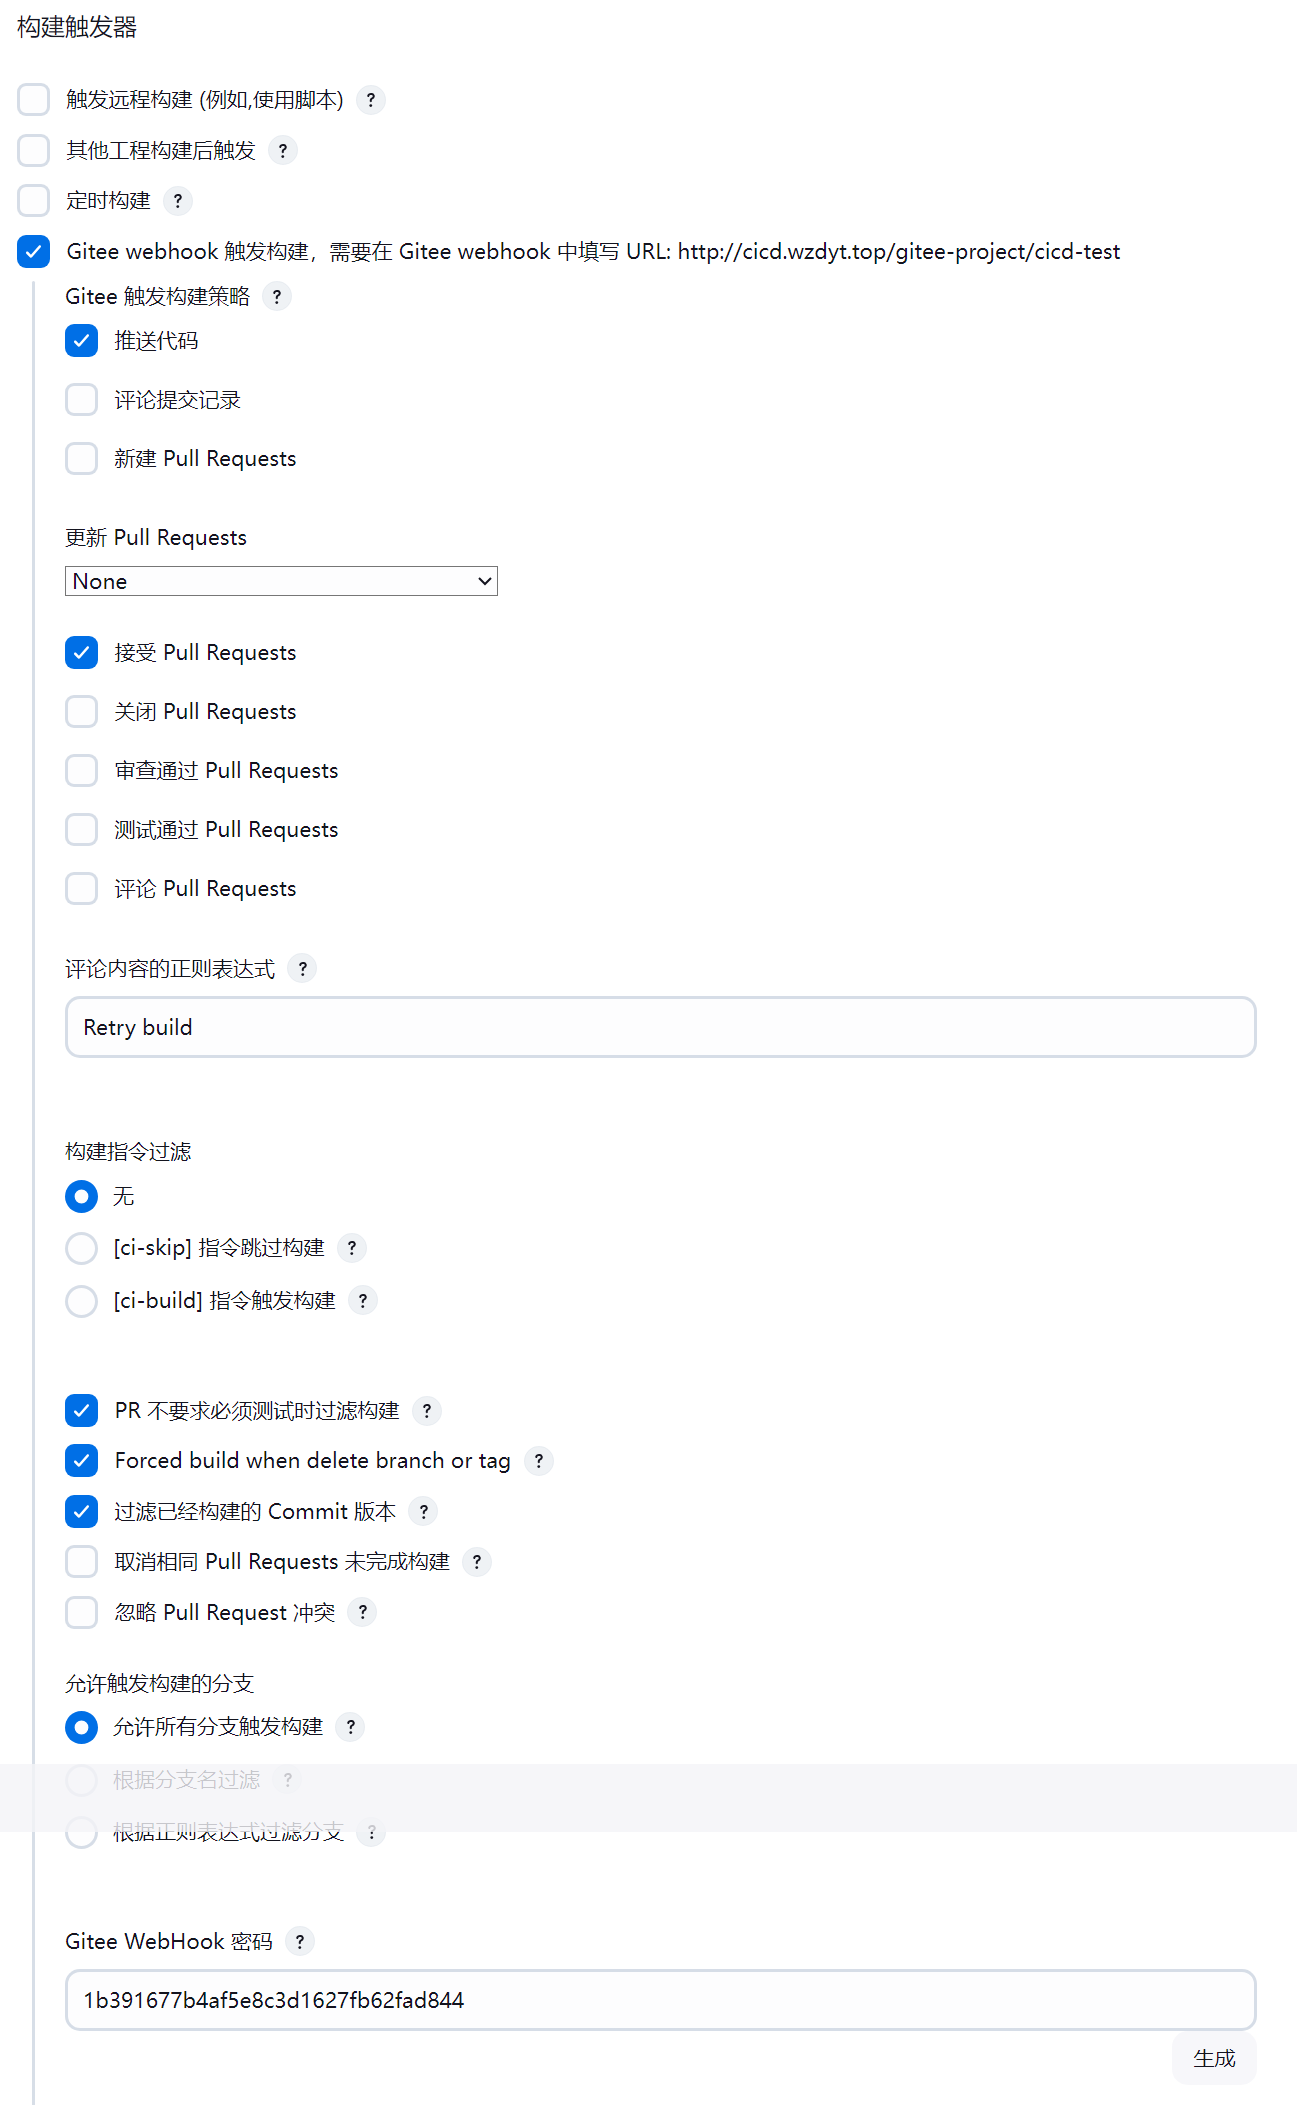 构建触发器
触发远程构建 (例如,使用脚本) ?
其他工程构建后触发 ?
定时构建 ?
Gitee webhook 触发构建，需要在 Gitee webhook 中填写 URL: http://cicd.wzdyt.top/gitee-project/cicd-test
Gitee 触发构建策略 ?
推送代码
评论提交记录
新建 Pull Requests
更新 Pull Requests
None
接受 Pull Requests
关闭 Pull Requests
审查通过 Pull Requests
测试通过 Pull Requests
评论 Pull Requests
评论内容的正则表达式 ?
Retry build
构建指令过滤
无
[ci-skip] 指令跳过构建 ?
[ci-build] 指令触发构建 ?
PR 不要求必须测试时过滤构建 ?
Forced build when delete branch or tag ?
过滤已经构建的 Commit 版本 ?
取消相同 Pull Requests 未完成构建 ?
忽略 Pull Request 冲突 ?
允许触发构建的分支
允许所有分支触发构建 ?
根据分支名过滤 ?
根据正则表达式过滤分支 ?
Gitee WebHook 密码 ?
1b391677b4af5e8c3d1627fb62fad844
生成